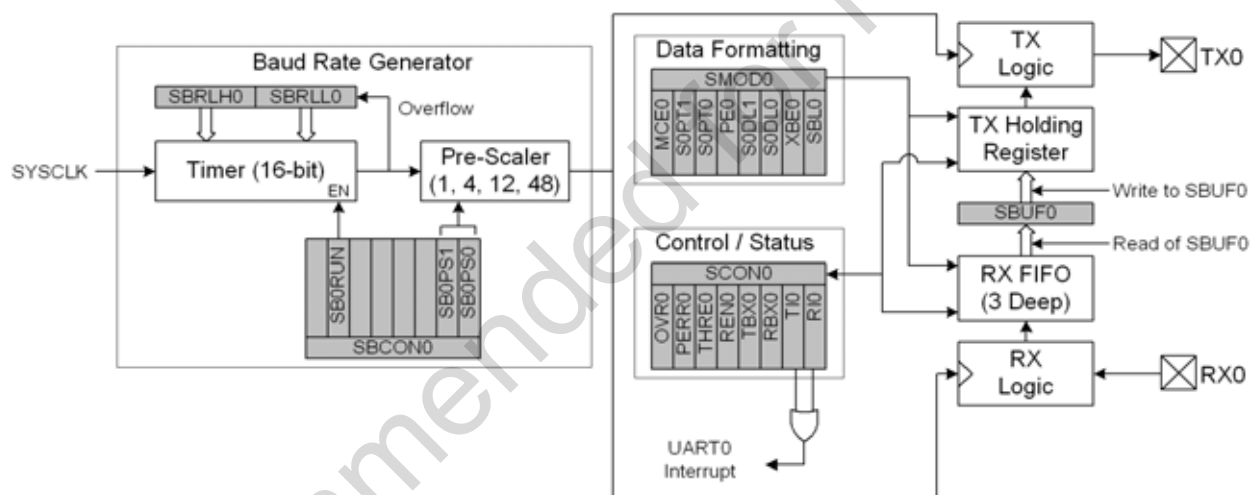 Baud Rate Generator
SBRLH0 SBRLL0
Overflow
SYSCLK
Timer (16-bit)
EN
Pre-Scaler
(1, 4, 12, 48)
SB0RUN
SB0PS1
SB0PS0
SBCON0
Data Formatting
SMOD0
MCE0
S0PT1
S0PT0
PE0
S0DL1
S0DL0
XBE0
SBL0
Control / Status
SCON0
OVR0
PERR0
THRE0
REN0
TBX0
RBX0
TI0
RI0
UART0
Interrupt
TX
Logic
TX0
TX Holding
Register
Write to SBUF0
SBUF0
Read of SBUF0
RX FIFO
(3 Deep)
RX
Logic
RX0
mmended for